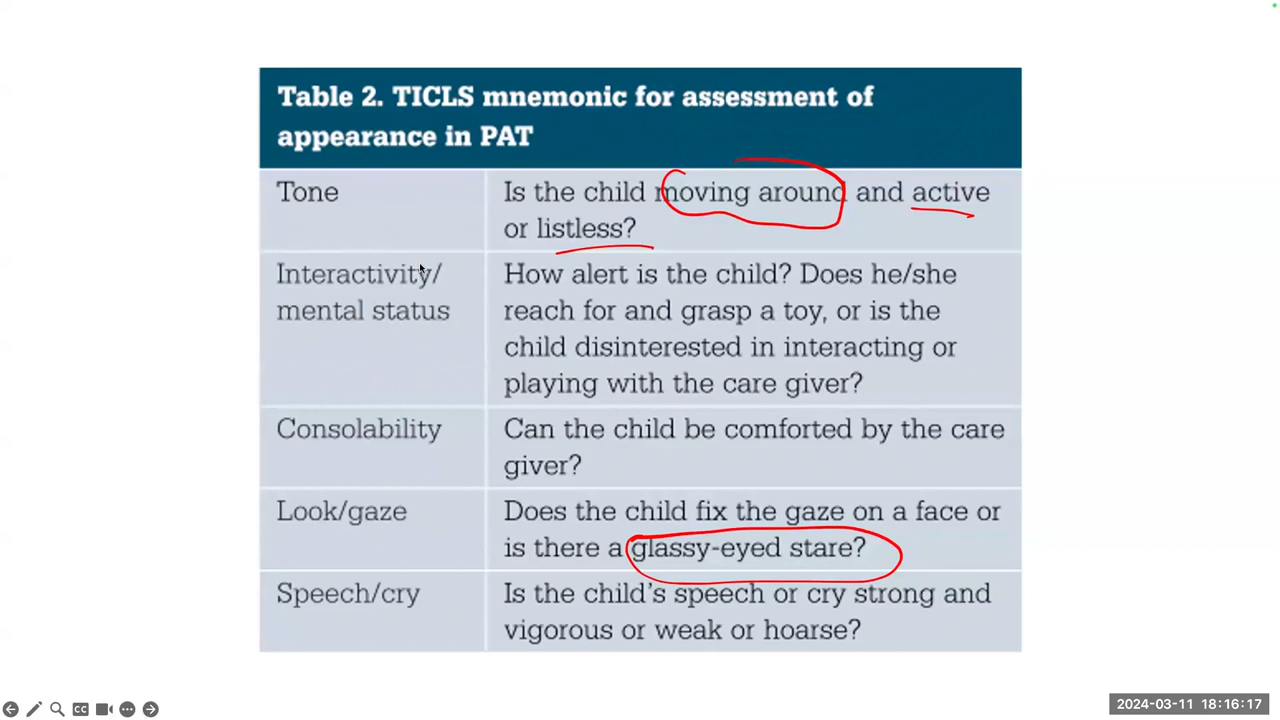 Table 2. TICLS mnemonic for assessment of
appearance in PAT
Tone
Is the child moving around and active
or listless?
Interactivity/
mental status
How alert is the child? Does he/she
reach for and grasp a toy, or is the
child disinterested in interacting or
playing with the care giver?
Consolability
Can the child be comforted by the care
giver?
Look/gaze
Does the child fix the gaze on a face or
is there a glassy-eyed stare?
Speech/cry
Is the child's speech or cry strong and
vigorous or weak or hoarse?
CC
2024-03-11 18:16:17